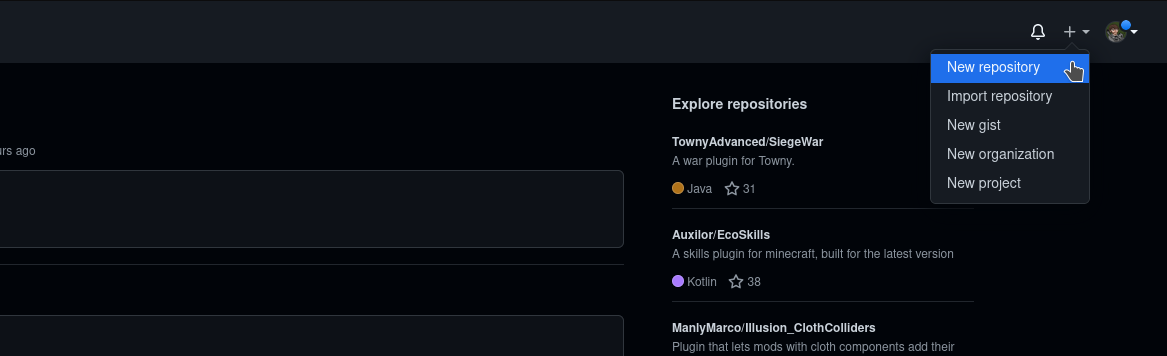 New repository
Import repository
New gist
New organization
New project
urs ago
Explore repositories
TownyAdvanced/SiegeWar
A war plugin for Towny.
Java 31
Auxilor/EcoSkills
A skills plugin for minecraft, built for the latest version
Kotlin 38
ManlyMarco/Illusion_ClothColliders
Plugin that lets mods with cloth components add their